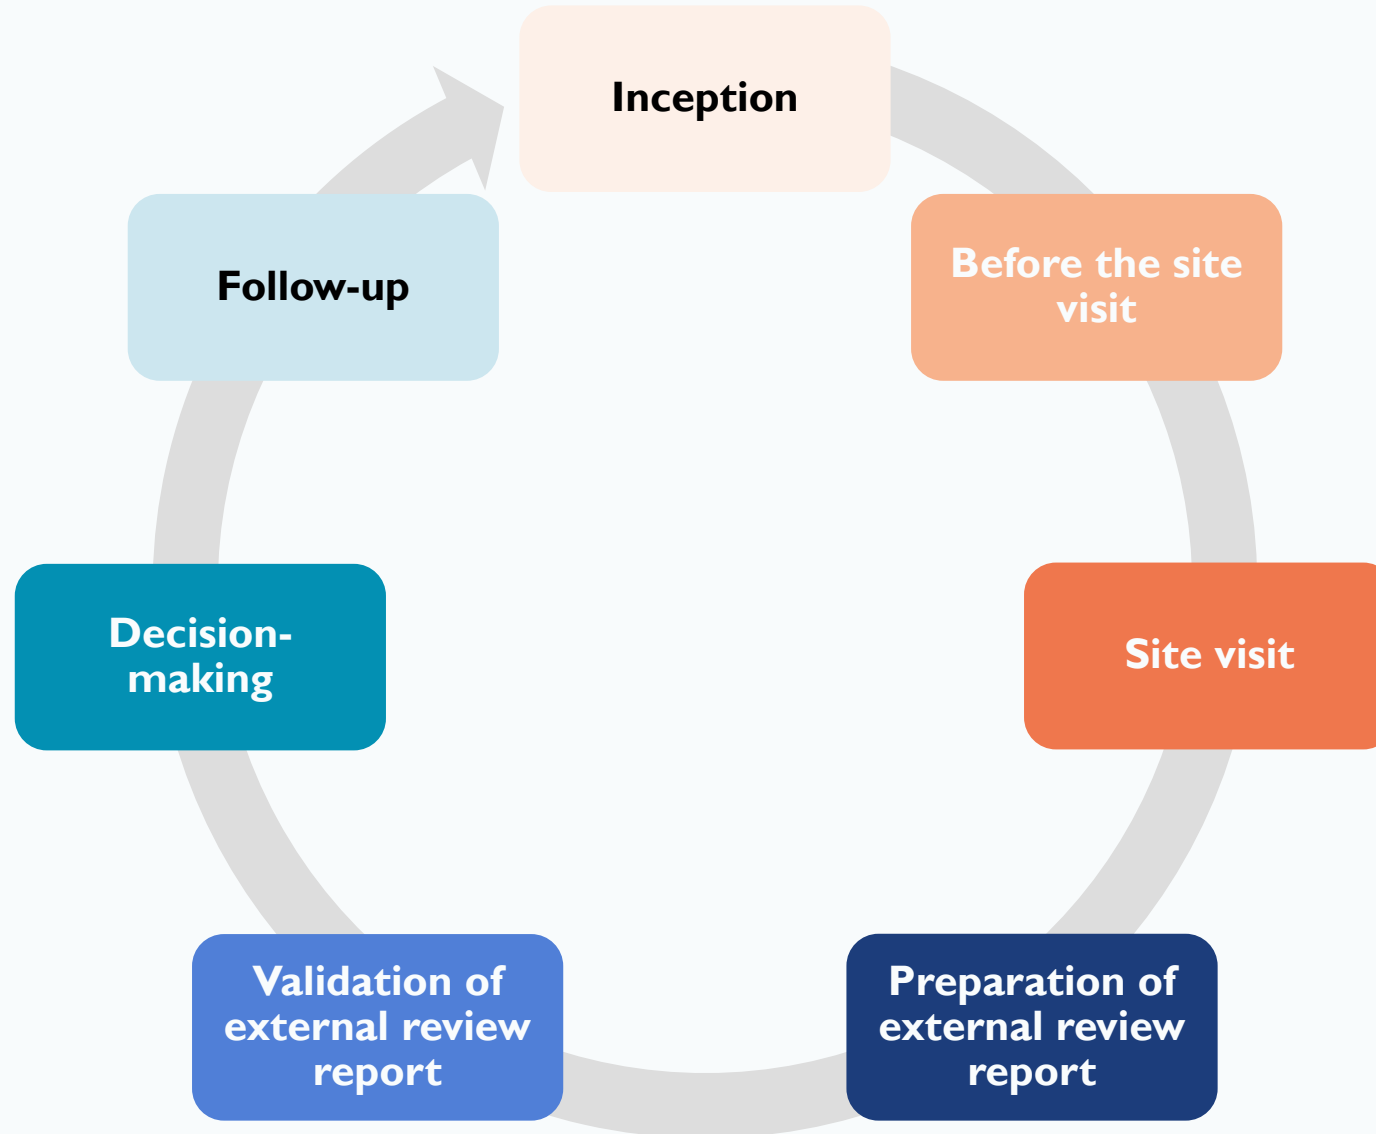 Inception
Before the site
visit
Site visit
Preparation of
external review
report
Validation of
external review
report
Decision-
making
Follow-up